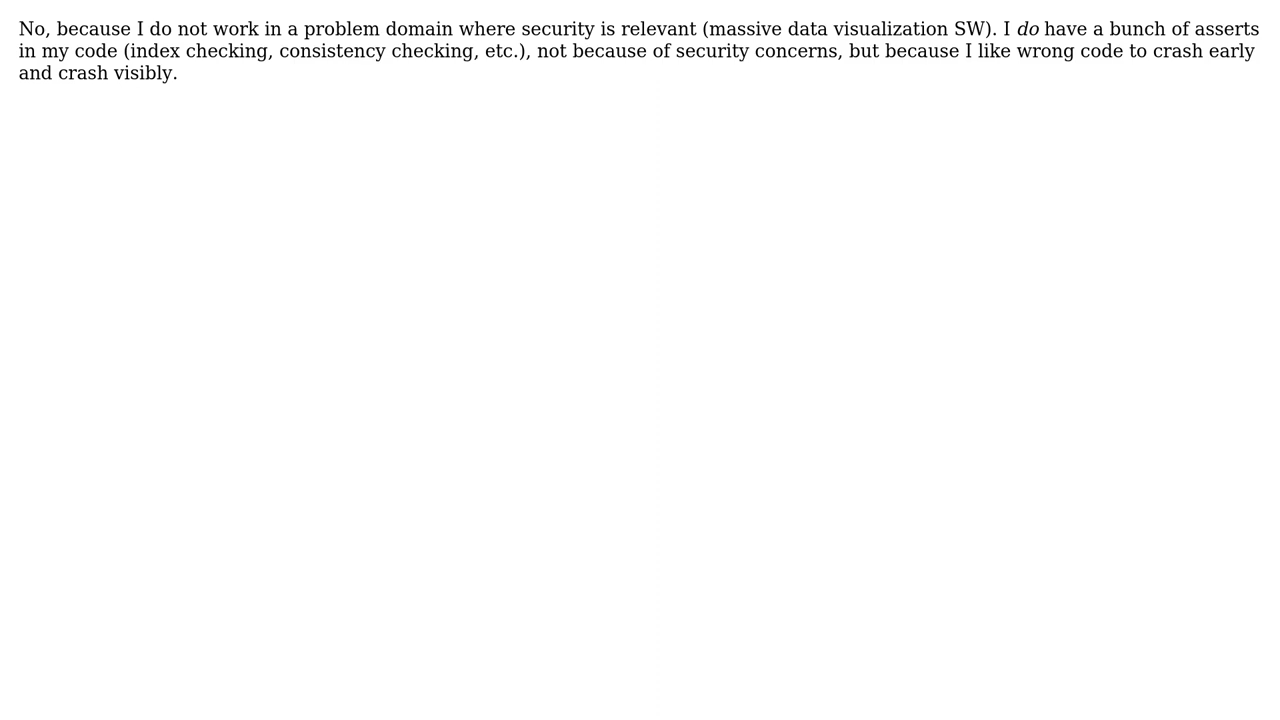 No, because I do not work in a problem domain where security is relevant (massive data visualization SW). I do have a bunch of asserts
in my code (index checking, consistency checking, etc.), not because of security concerns, but because I like wrong code to crash early
and crash visibly.